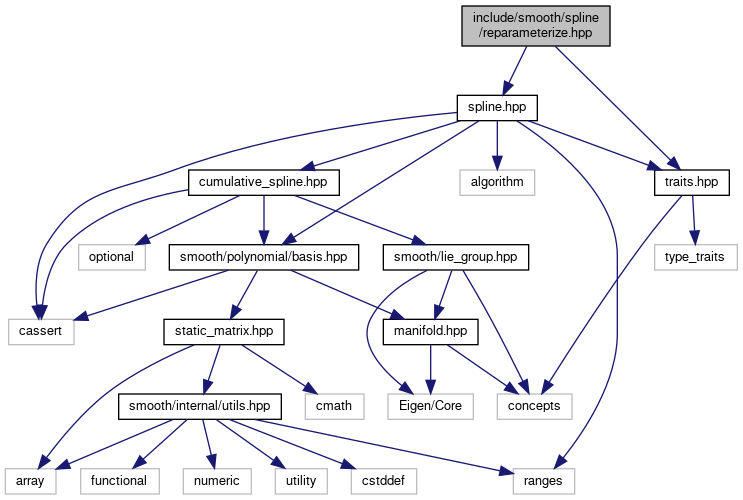 include/smooth/spline
/reparameterize.hpp
spline.hpp
cumulative_spline.hpp
algorithm
traits.hpp
optional
smooth/polynomial/basis.hpp
smooth/lie_group.hpp
type_traits
cassert
static_matrix.hpp
manifold.hpp
smooth/internal/utils.hpp
cmath
Eigen/Core
concepts
array
functional
numeric
utility
cstddef
ranges